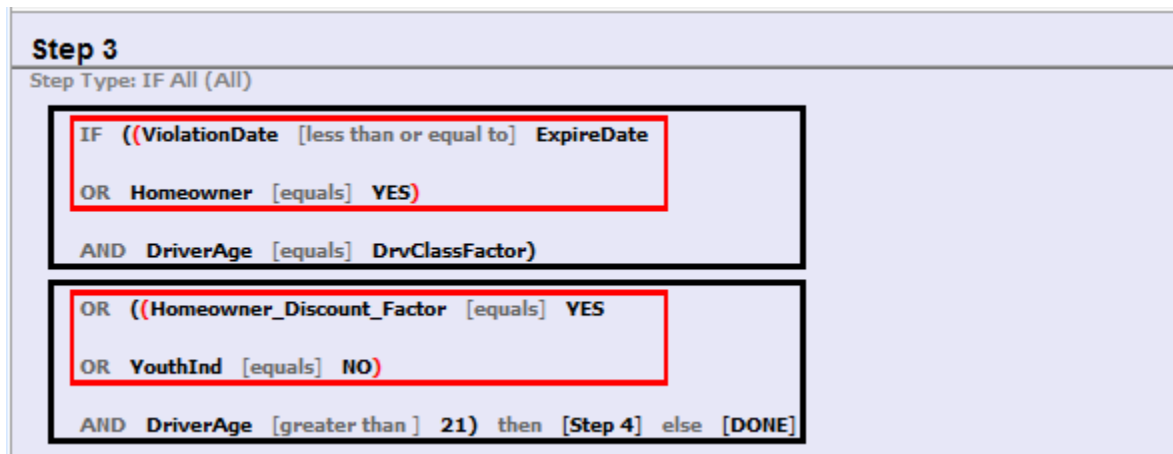 Step 3
Step Type: IF All (All)
IF ((ViolationDate [less than or equal to] ExpireDate
OR Homeowner [equals] YES)
AND DriverAge [equals] DrvClassFactor)
OR ((Homeowner_Discount_Factor [equals] YES
OR YouthInd [equals] NO)
AND DriverAge [greater than ] 21) then [Step 4] else [DONE]